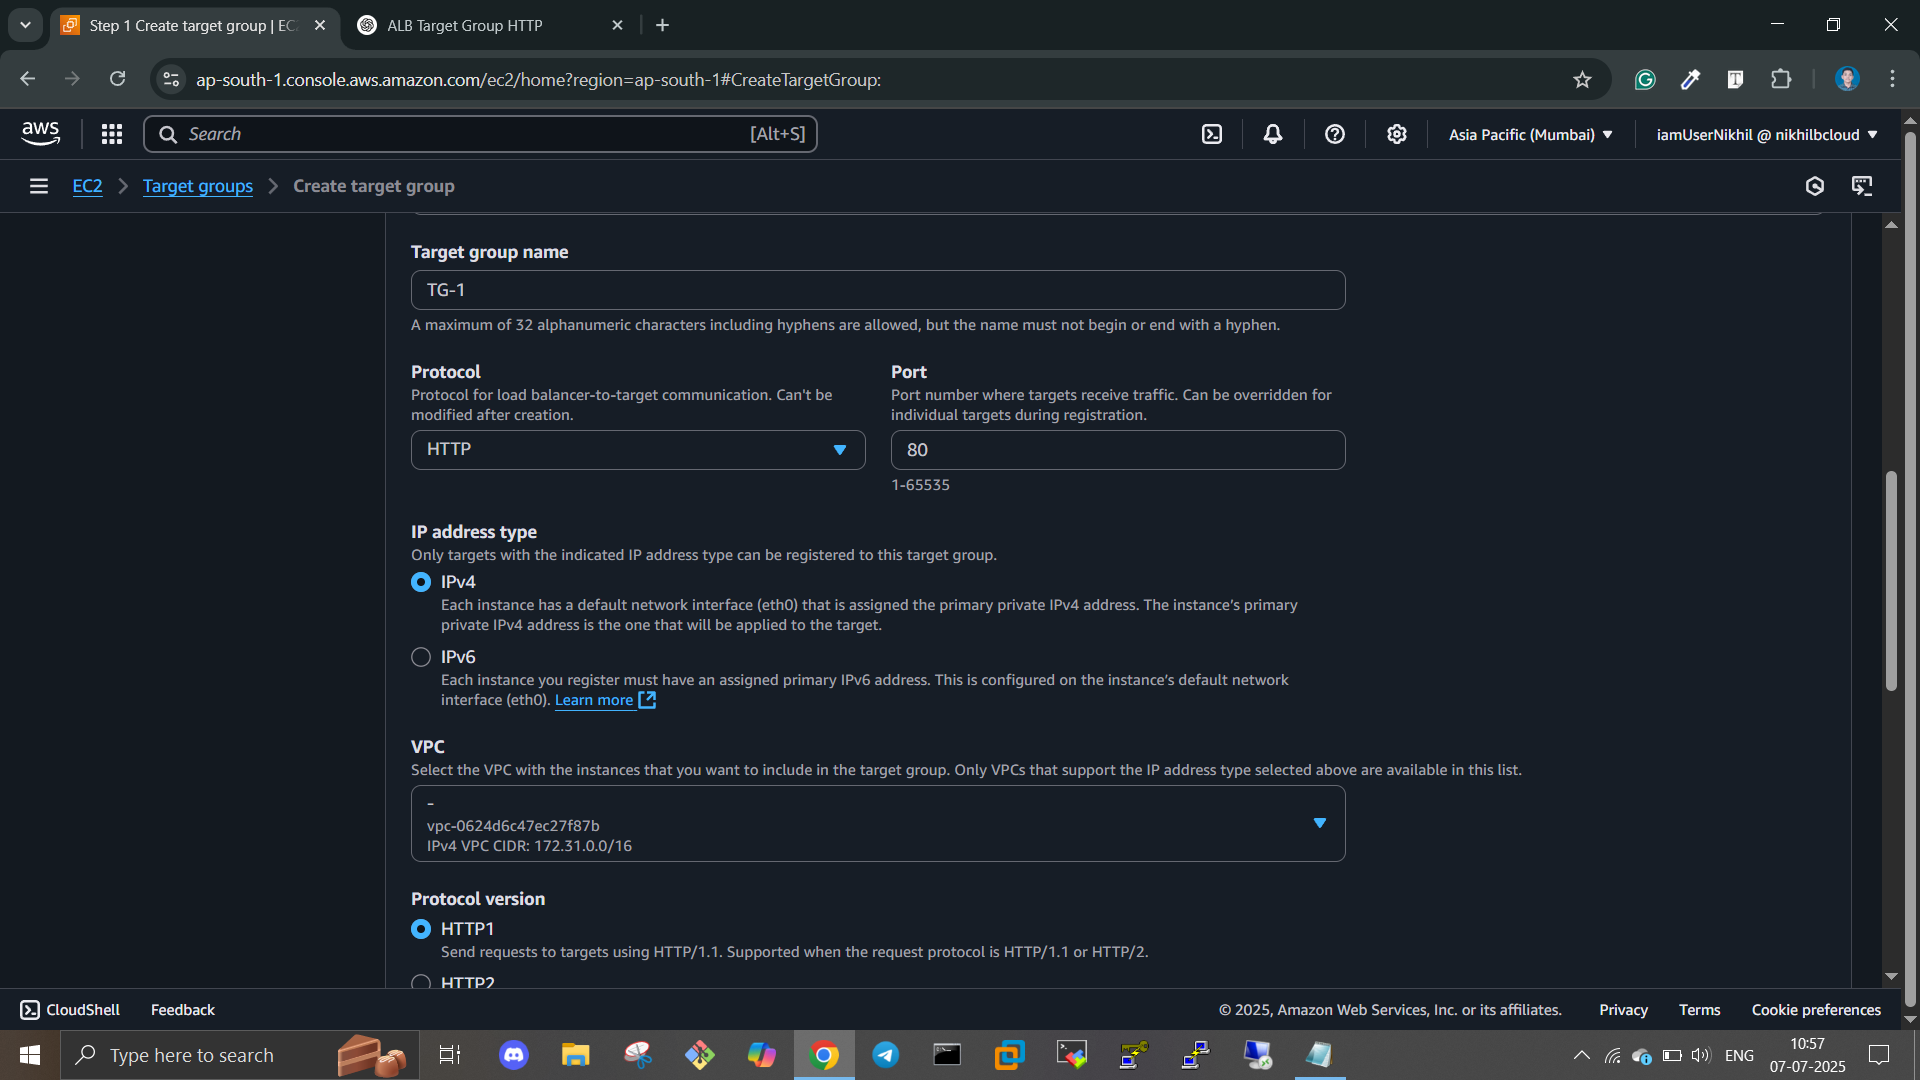 Step 1 Create target group | EC
ALB Target Group HTTP
ap-south-1.console.aws.amazon.com/ec2/home?region=ap-south-1#CreateTargetGroup:
aws
Search
[Alt+S]
Asia Pacific (Mumbai)
iamUserNikhil @ nikhilbcloud
EC2
Target groups
Create target group
Target group name
TG-1
A maximum of 32 alphanumeric characters including hyphens are allowed, but the name must not begin or end with a hyphen.
Protocol
Protocol for load balancer-to-target communication. Can't be
modified after creation.
HTTP
Port
Port number where targets receive traffic. Can be overridden for
individual targets during registration.
80
1-65535
IP address type
Only targets with the indicated IP address type can be registered to this target group.
IPv4
Each instance has a default network interface (eth0) that is assigned the primary private IPv4 address. The instance's primary
private IPv4 address is the one that will be applied to the target.
IPv6
Each instance you register must have an assigned primary IPv6 address. This is configured on the instance's default network
interface (eth0). Learn more
VPC
Select the VPC with the instances that you want to include in the target group. Only VPCs that support the IP address type selected above are available in this list.
-
vpc-0624d6c47ec27f87b
IPv4 VPC CIDR: 172.31.0.0/16
Protocol version
HTTP1
Send requests to targets using HTTP/1.1. Supported when the request protocol is HTTP/1.1 or HTTP/2.
HTTP2
CloudShell
Feedback
© 2025, Amazon Web Services, Inc. or its affiliates.
Privacy
Terms
Cookie preferences
Type here to search
ENG
10:57
07-07-2025